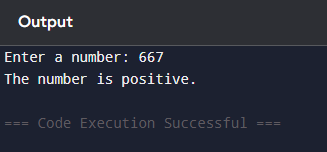 Output
Enter a number: 667
The number is positive.
=== Code Execution Successful ===